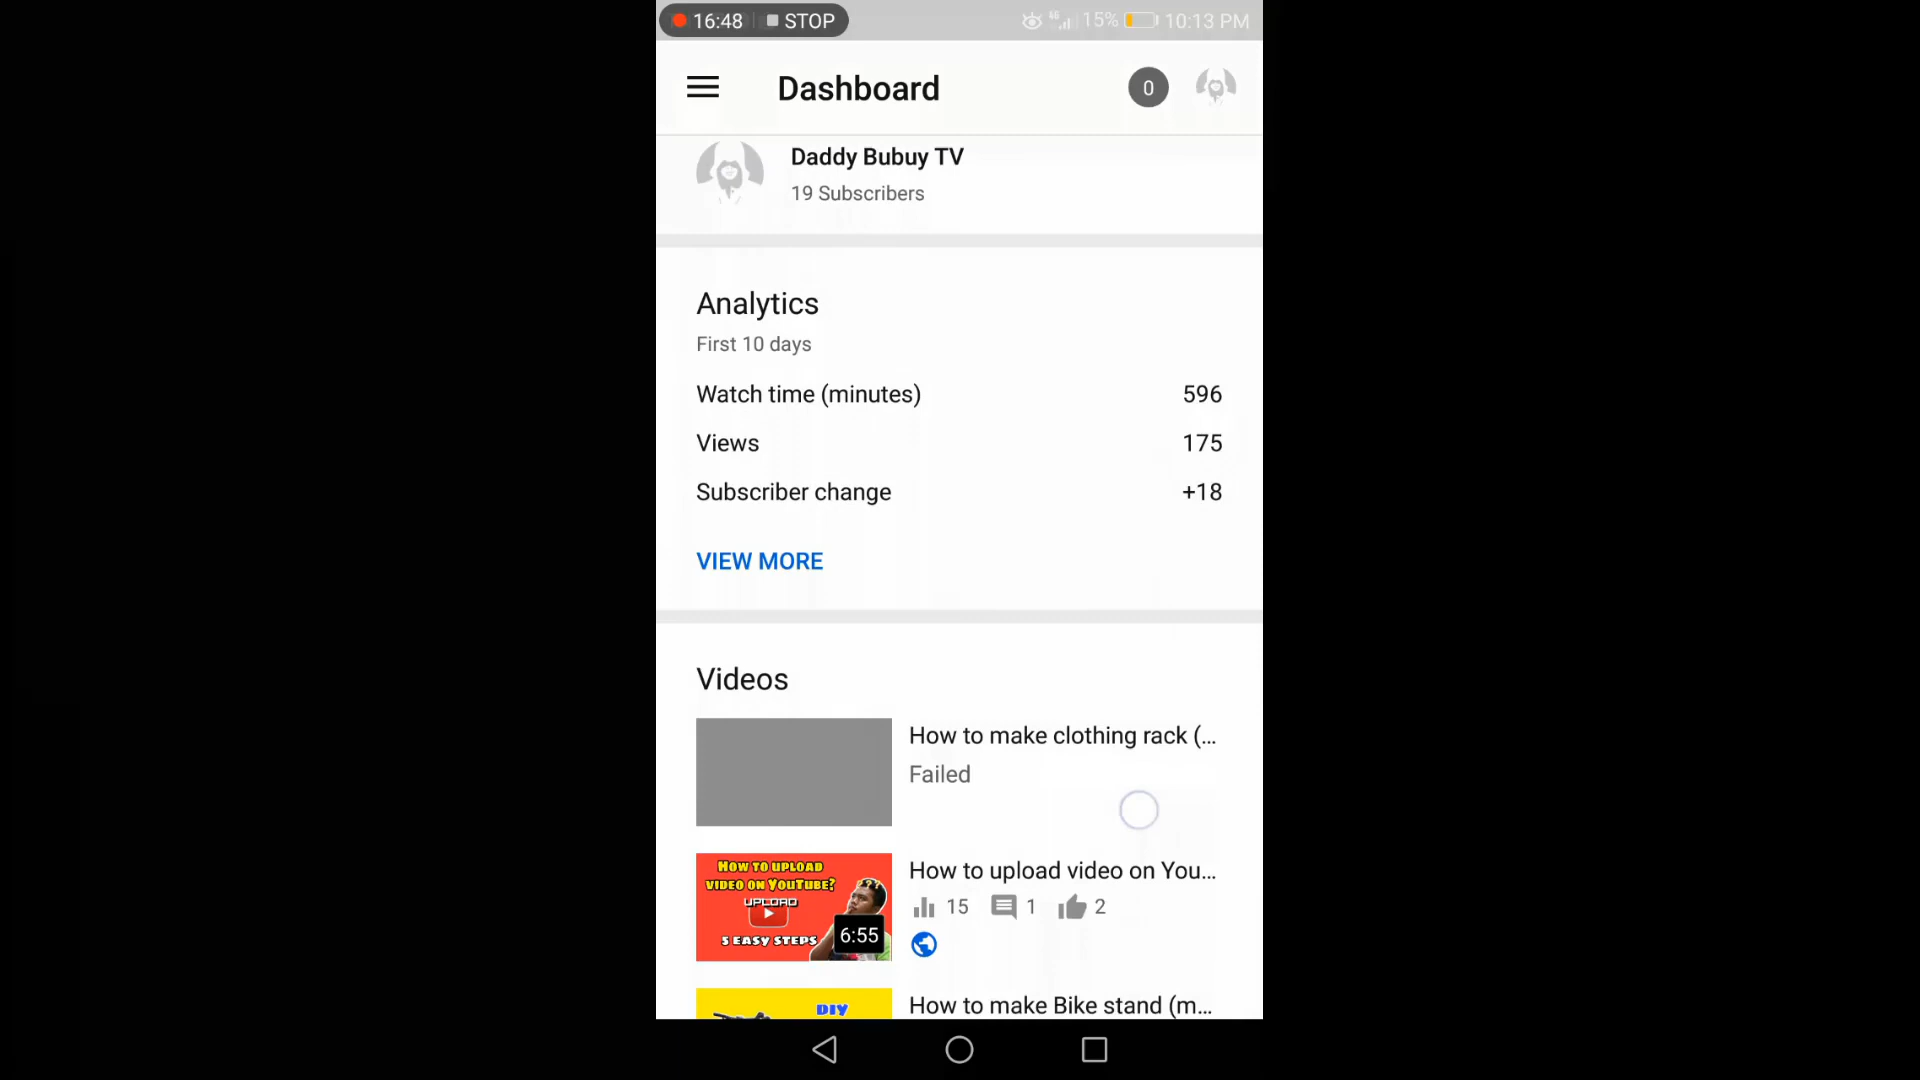 16:48 STOP 15% 10:13 PM
Dashboard 0
Daddy Bubuy TV
19 Subscribers
Analytics
First 10 days
Watch time (minutes) 596
Views 175
Subscriber change +18
VIEW MORE
Videos
How to make clothing rack (...
Failed
How to upload
video on YouTube?
UPLOAD
5 EASY STEPS
6:55
How to upload video on You...
15 1 2
DIY
How to make Bike stand (m...